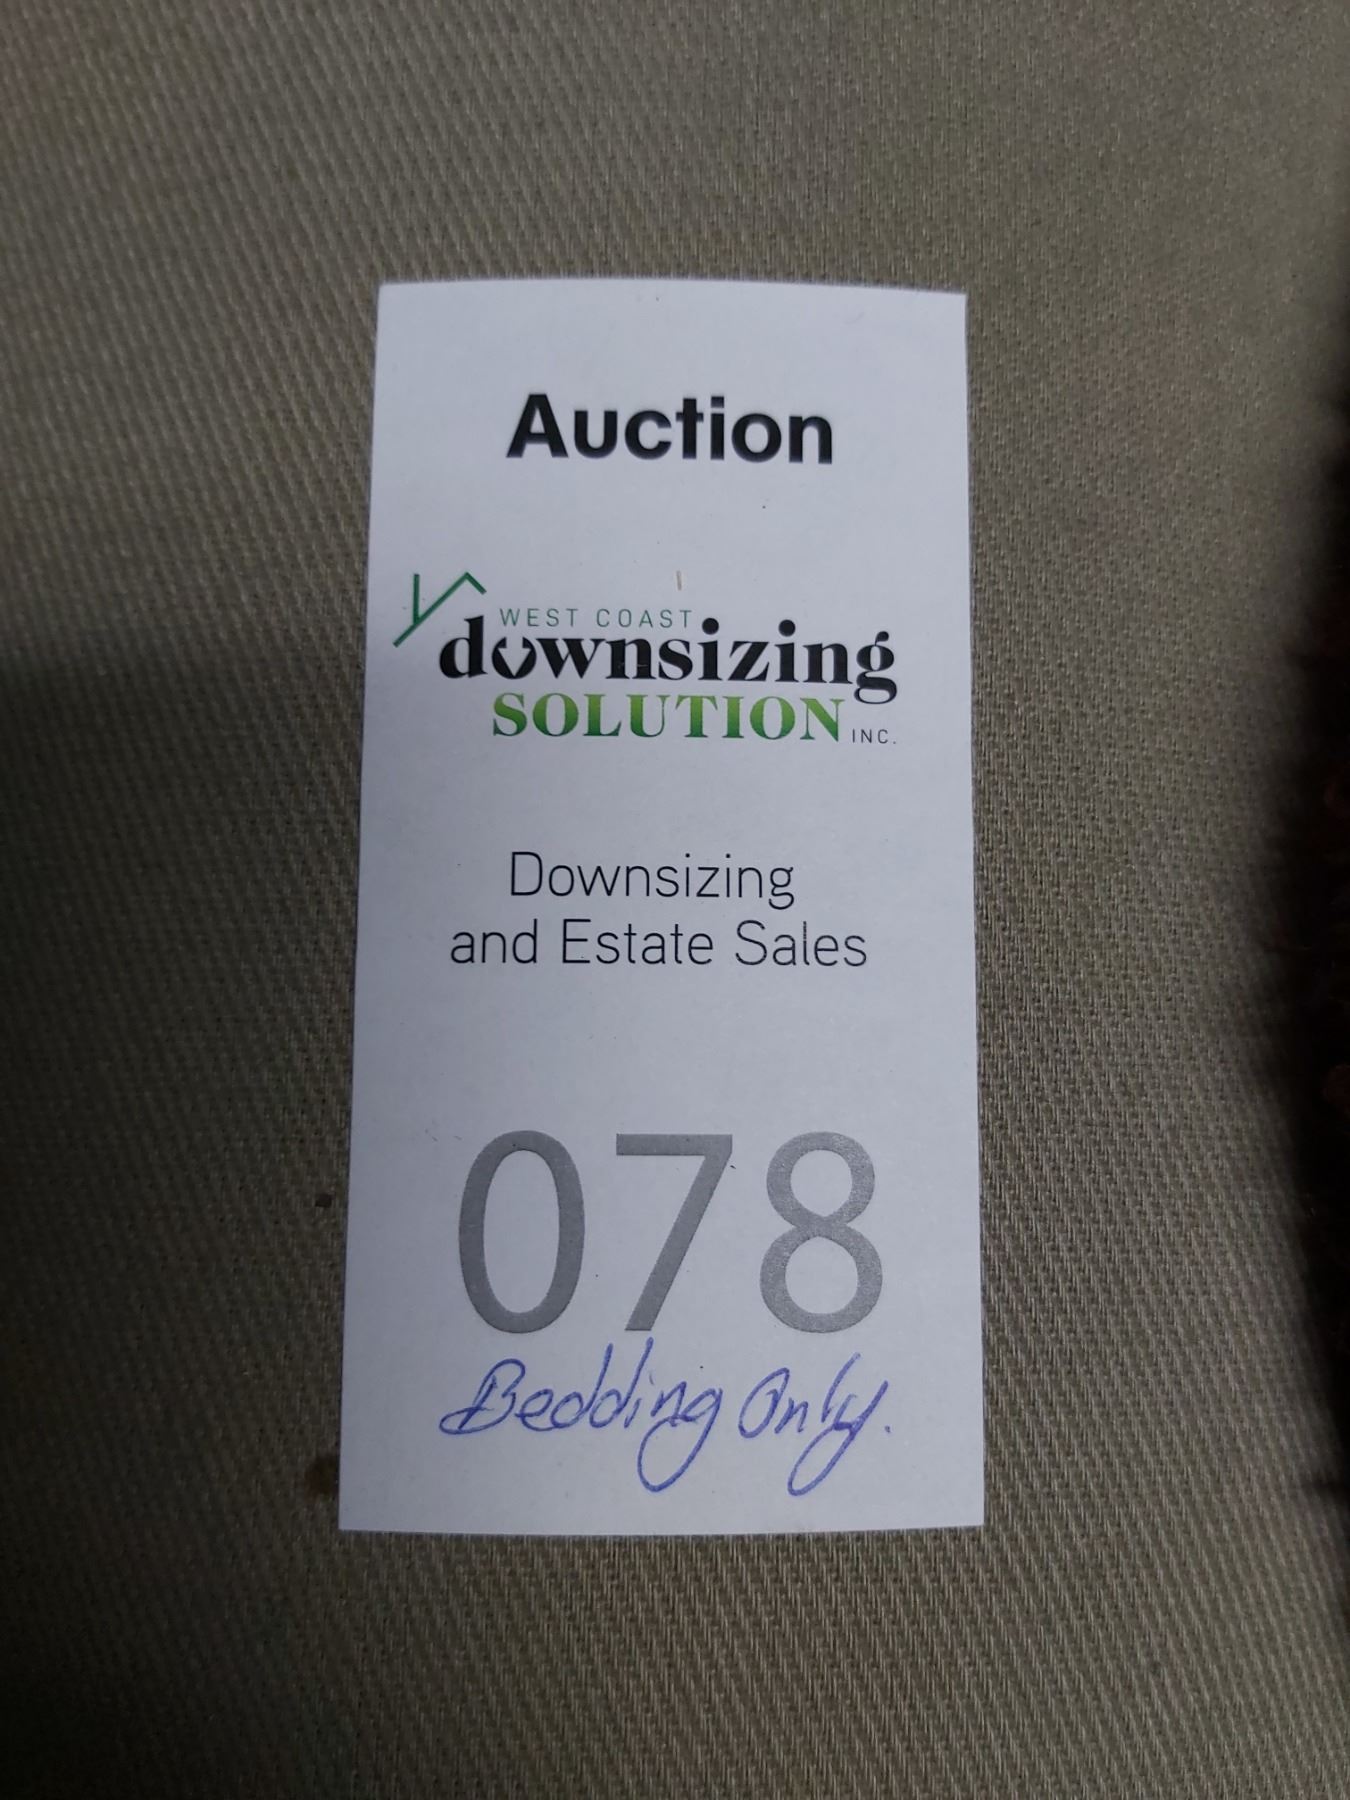 Auction
WEST COAST
downsizing
SOLUTION INC.
Downsizing
and Estate Sales
078
Bedding Only.